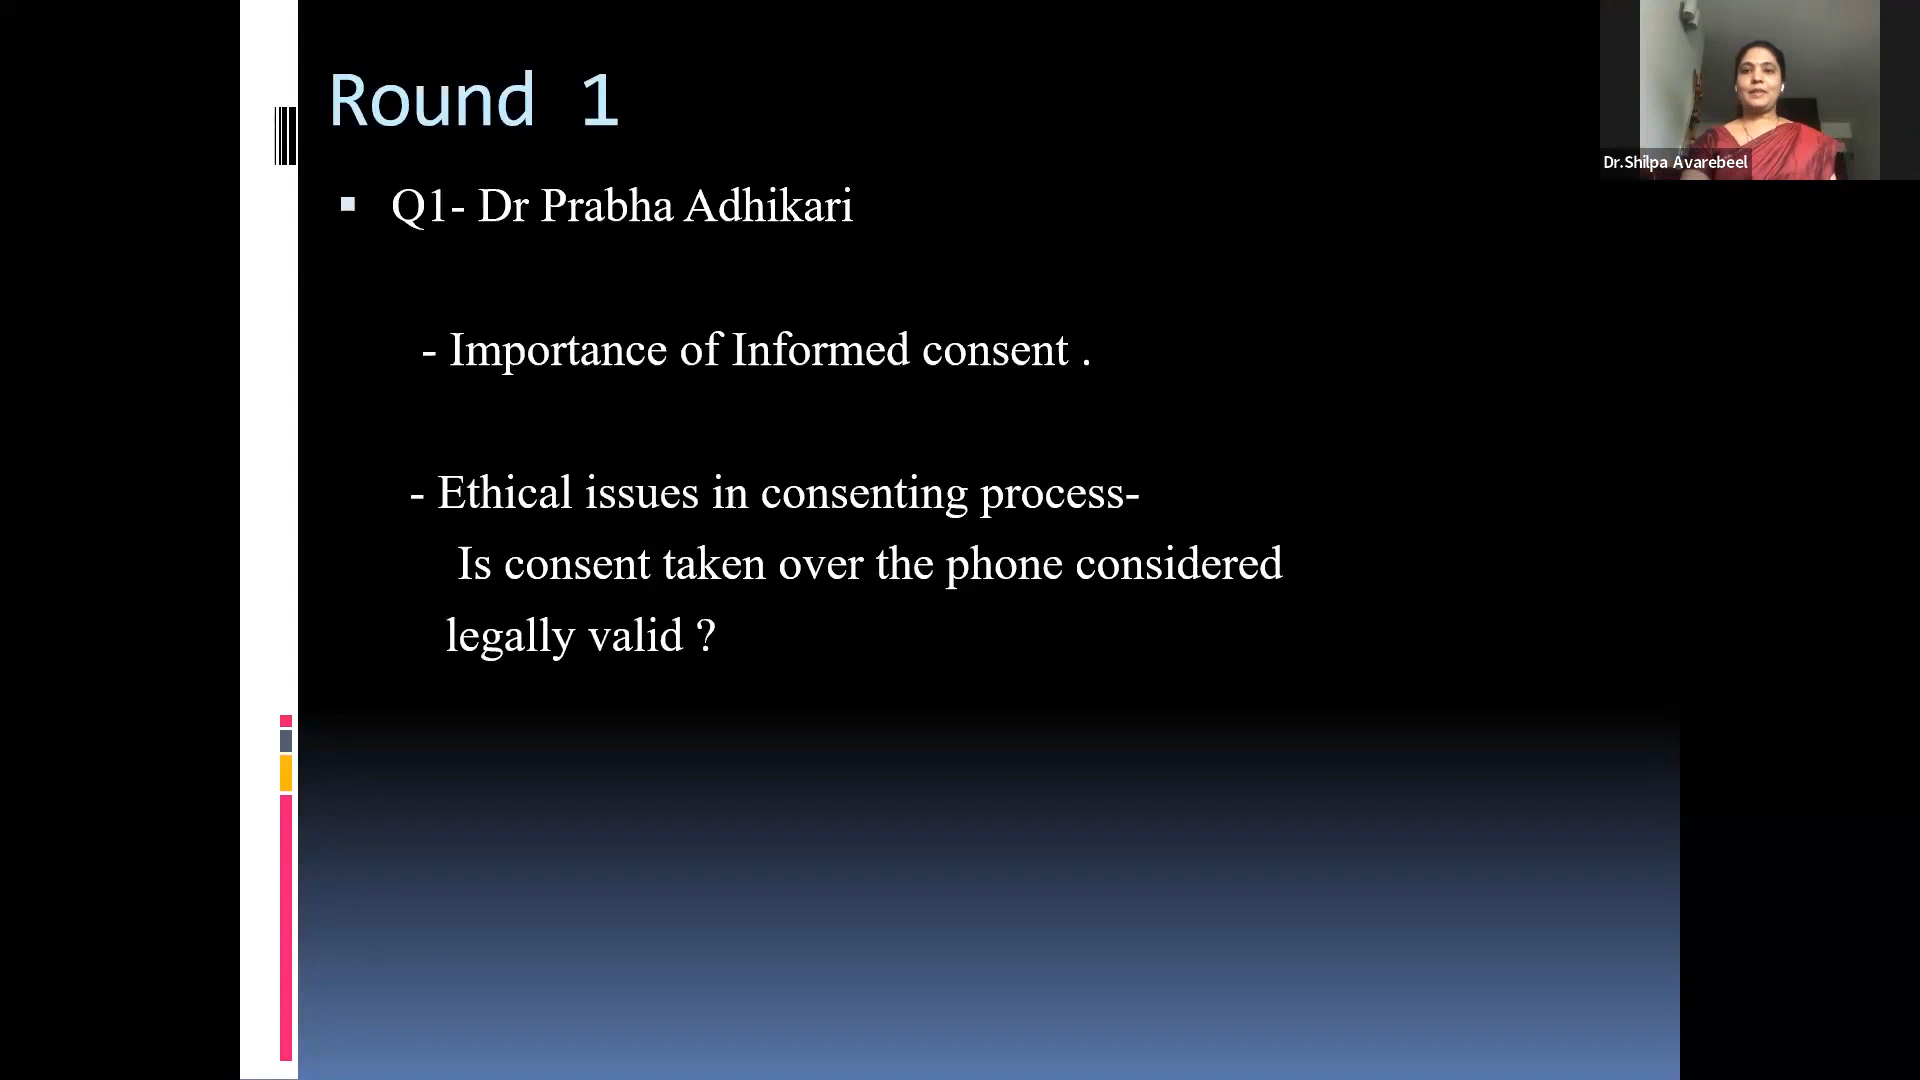 Round 1
Q1- Dr Prabha Adhikari
- Importance of Informed consent .
- Ethical issues in consenting process-
Is consent taken over the phone considered
legally valid ?
Dr.Shilpa Avarebeel